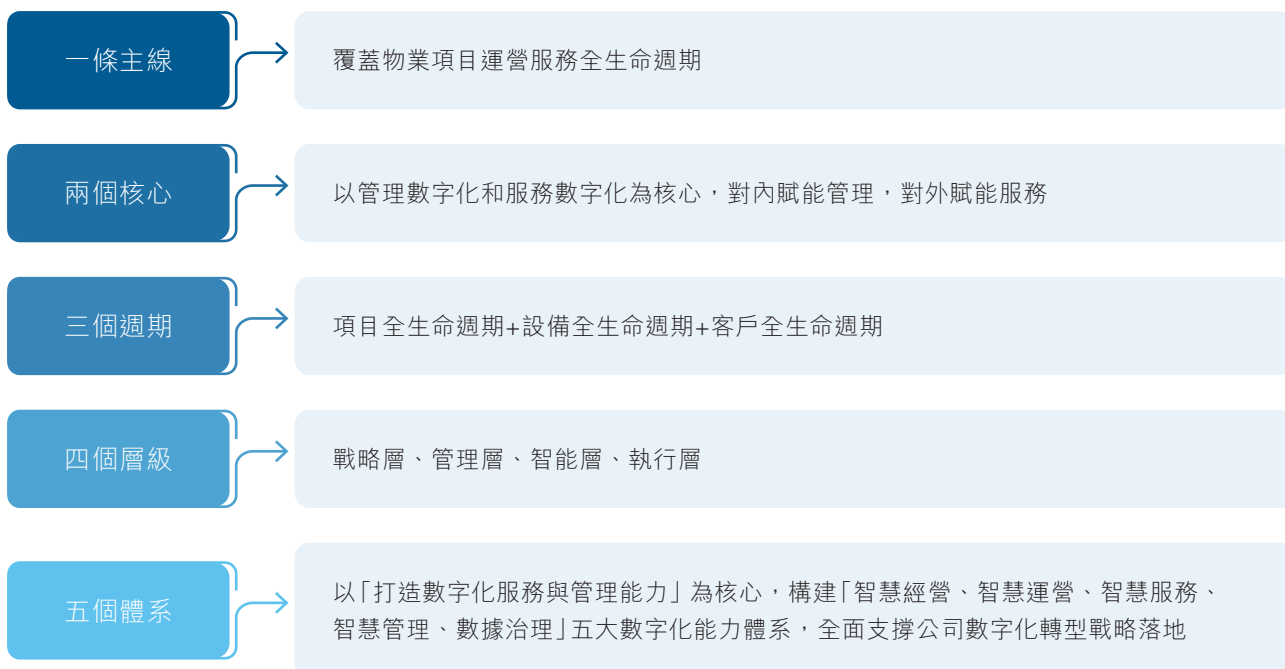 一條主線
覆蓋物業項目運營服務全生命週期
兩個核心
以管理數字化和服務數字化為核心，對內賦能管理，對外賦能服務
三個週期
項目全生命週期+設備全生命週期+客戶全生命週期
四個層級
戰略層、管理層、智能層、執行層
五個體系
以「打造數字化服務與管理能力」為核心，構建「智慧經營、智慧運營、智慧服務、
智慧管理、數據治理」五大數字化能力體系，全面支撐公司數字化轉型戰略落地